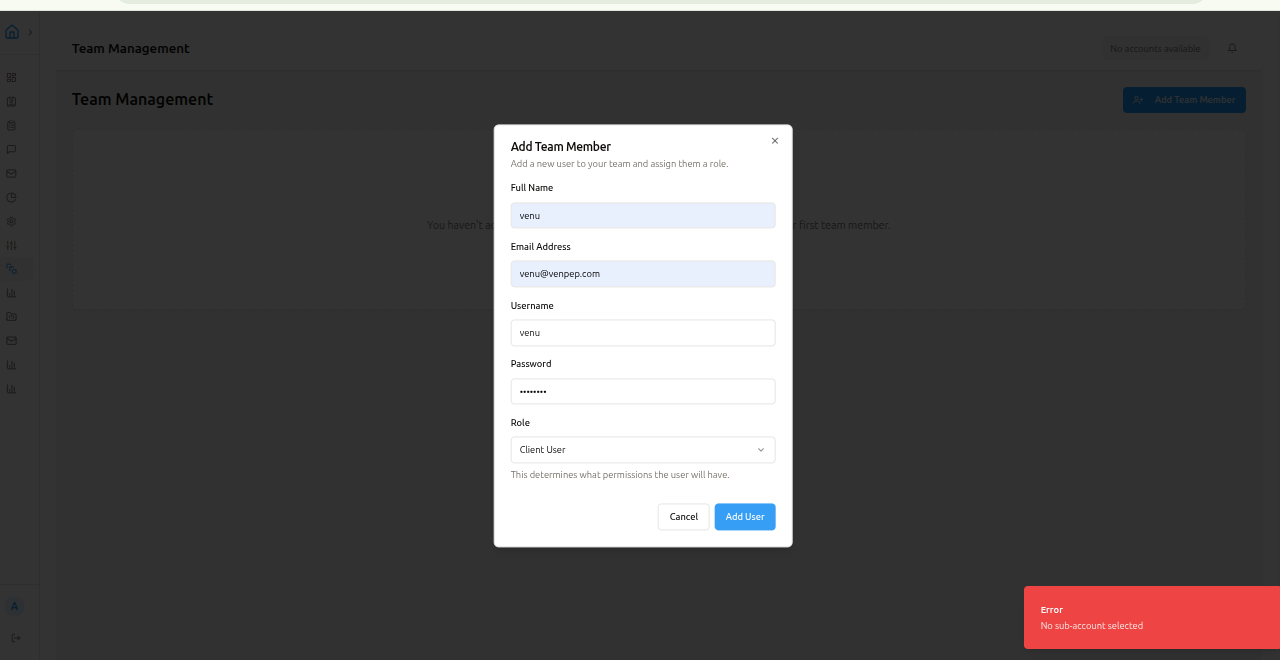 Team Management
No accounts available
Team Management
Add Team Member
You haven't a
r first team member.
Add Team Member
Add a new user to your team and assign them a role.
Full Name
venu
Email Address
venu@venpep.com
Username
venu
Password
••••••••
Role
Client User
This determines what permissions the user will have.
Cancel
Add User
A
Error
No sub-account selected